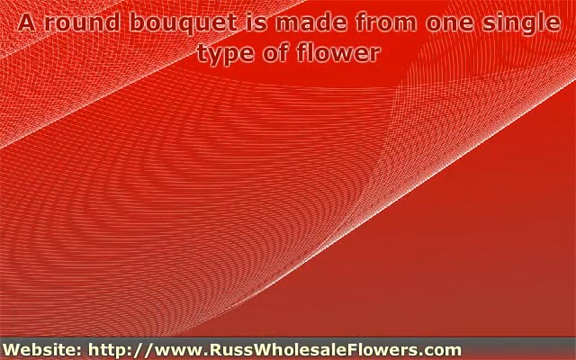 A round bouquet is made from one single
type of flower
Website: http://www.RussWholesaleFlowers.com